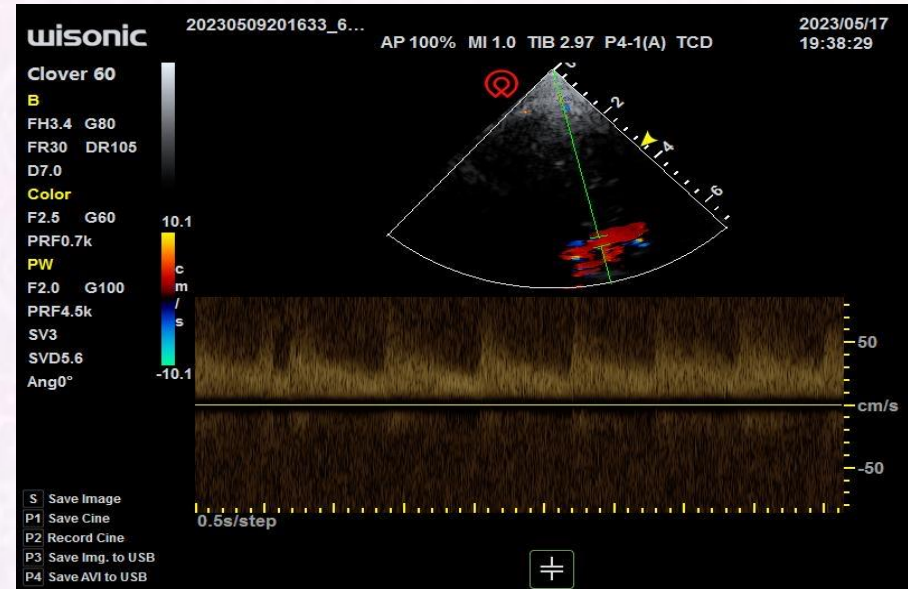 wisonic
20230509201633_6...
AP 100% MI 1.0 TIB 2.97 P4-1(A) TCD
2023/05/17
19:38:29
Clover 60
B
FH3.4 G80
FR30 DR105
D7.0
Color
F2.5 G60
PRF0.7k
PW
F2.0 G100
PRF4.5k
SV3
SVD5.6
Ang0°
10.1
c
m
/
s
-10.1
0
2
4
6
50
cm/s
-50
0.5s/step
S Save Image
P1 Save Cine
P2 Record Cine
P3 Save Img. to USB
P4 Save AVI to USB